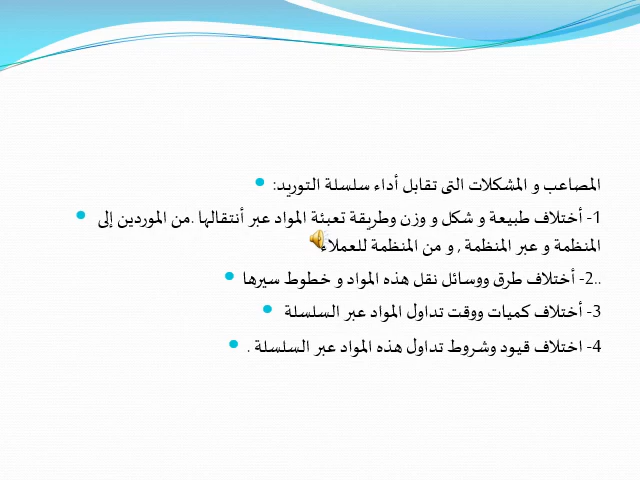 المصاعب و المشكلات التى تقابل أداء سلسلة التوريد:
1- أختلاف طبيعة و شكل و وزن وطريقة تعبئة المواد عبر أنتقالها .من الموردين إلى
المنظمة و عبر المنظمة , و من المنظمة للعملاء
..2- أختلاف طرق ووسائل نقل هذه المواد و خطوط سيرها
3- أختلاف كميات ووقت تداول المواد عبر السلسلة
4- اختلاف قيود وشروط تداول هذه المواد عبر السلسلة .